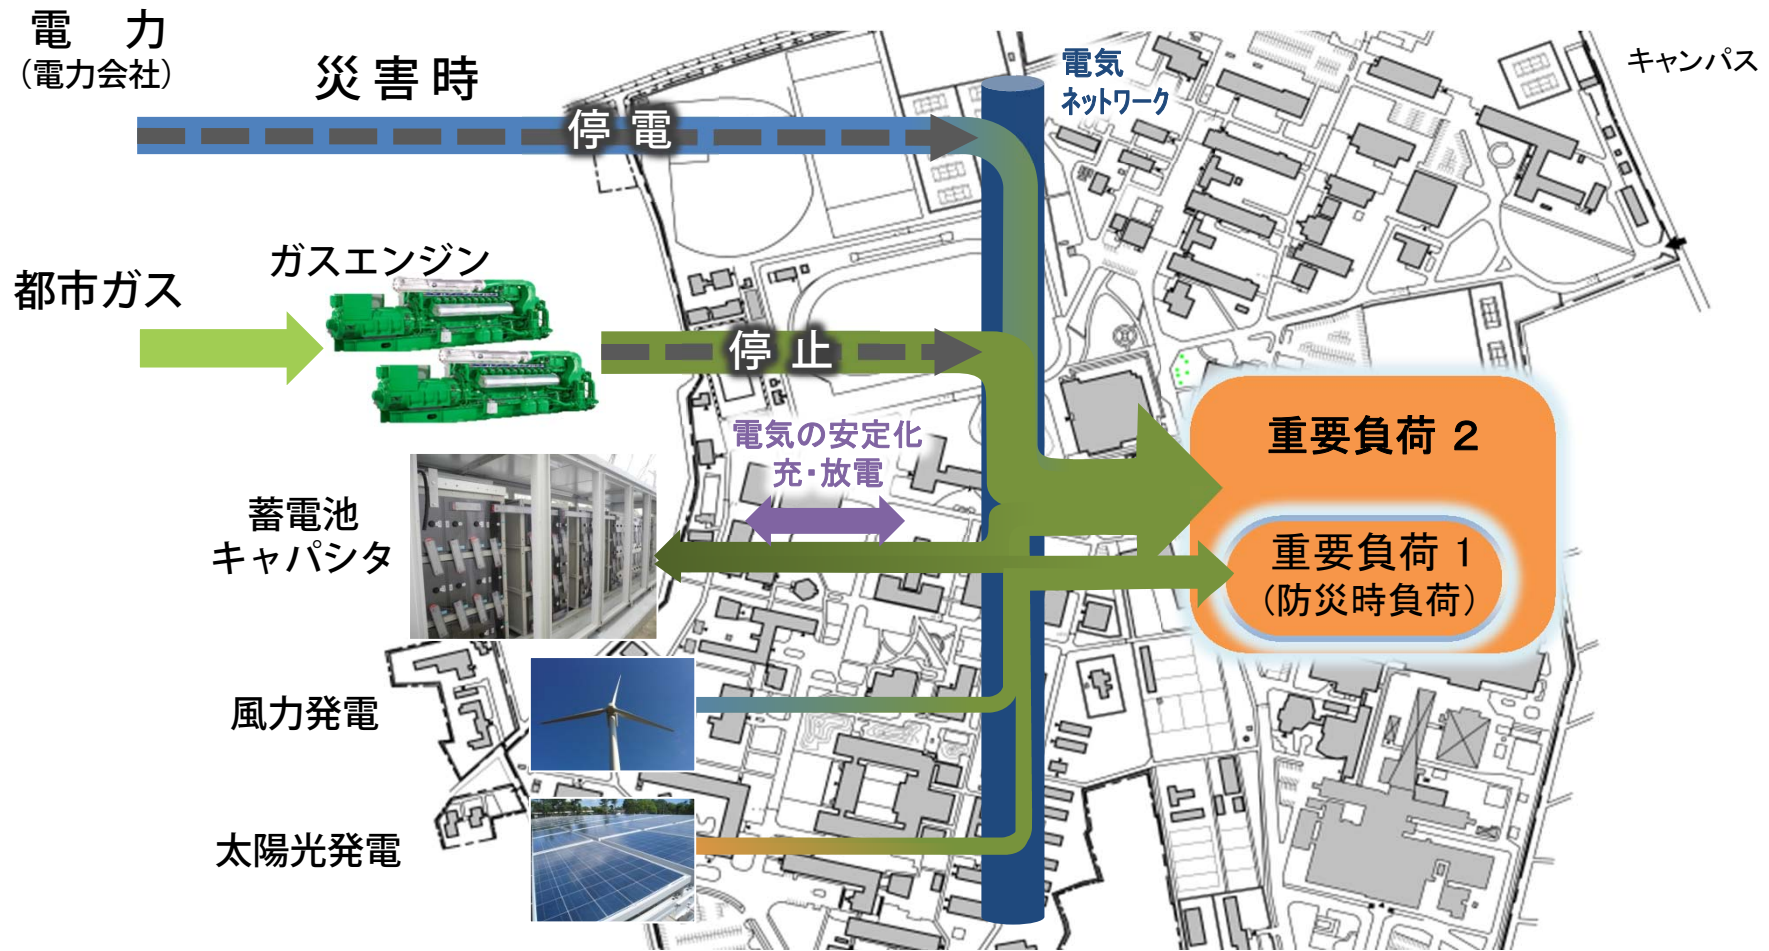 電 力
（電力会社）
災害時
停電
電気
ネットワーク
キャンパス
都市ガス
ガスエンジン
停止
電気の安定化
充・放電
重要負荷 2
蓄電池
キャパシタ
重要負荷 1
（防災時負荷）
風力発電
太陽光発電